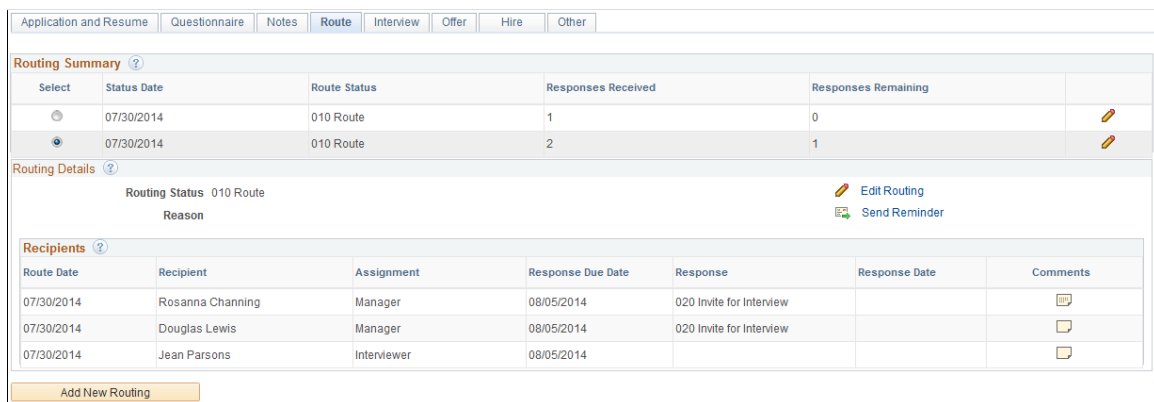 Application and Resume Questionnaire Notes Route Interview Offer Hire Other
Routing Summary ?
Select Status Date Route Status Responses Received Responses Remaining
07/30/2014 010 Route 1 0
07/30/2014 010 Route 2 1
Routing Details ?
Routing Status 010 Route Edit Routing
Reason Send Reminder
Recipients ?
Route Date Recipient Assignment Response Due Date Response Response Date Comments
07/30/2014 Rosanna Channing Manager 08/05/2014 020 Invite for Interview
07/30/2014 Douglas Lewis Manager 08/05/2014 020 Invite for Interview
07/30/2014 Jean Parsons Interviewer 08/05/2014
Add New Routing